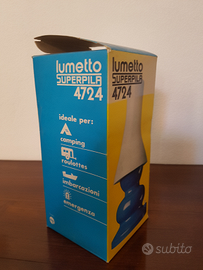 lumetto
SUPERPILA
4724
lumetto
SUPERPILA
4724
ideale per:
camping
roulottes
imbarcazioni
emergenza
subito